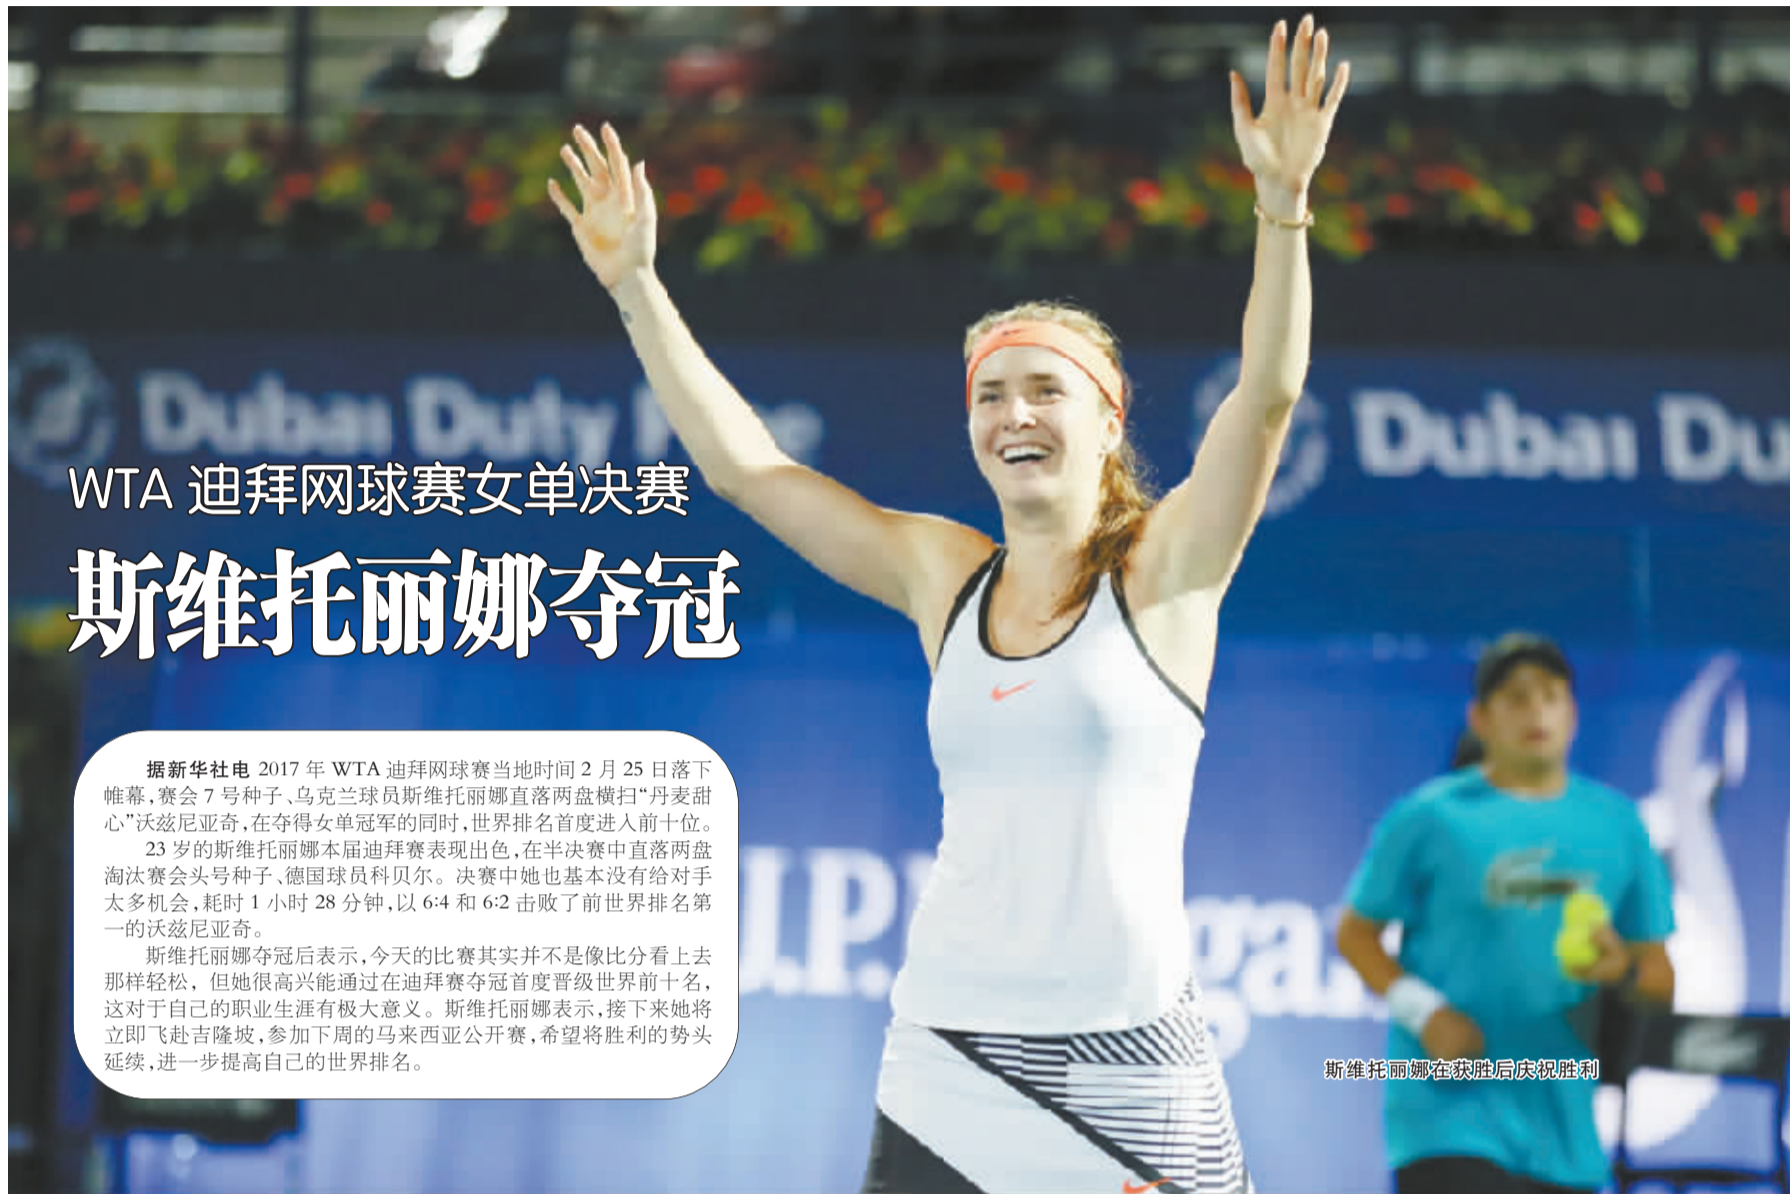 Dubai Duty
Dubai Du
WTA 迪拜网球赛女单决赛
斯维托丽娜夺冠
据新华社电 2017 年 WTA 迪拜网球赛当地时间 2 月 25 日落下
帷幕,赛会 7 号种子、乌克兰球员斯维托丽娜直落两盘横扫“丹麦甜
心”沃兹尼亚奇,在夺得女单冠军的同时,世界排名首度进入前十位。
23 岁的斯维托丽娜本届迪拜赛表现出色,在半决赛中直落两盘
淘汰赛会头号种子、德国球员科贝尔。决赛中她也基本没有给对手
太多机会,耗时 1 小时 28 分钟,以 6:4 和 6:2 击败了前世界排名第
一的沃兹尼亚奇。
斯维托丽娜夺冠后表示,今天的比赛其实并不是像比分看上去
那样轻松,但她很高兴能通过在迪拜赛夺冠首度晋级世界前十名,
这对于自己的职业生涯有极大意义。斯维托丽娜表示,接下来她将
立即飞赴吉隆坡,参加下周的马来西亚公开赛,希望将胜利的势头
延续,进一步提高自己的世界排名。
J.P.
斯维托丽娜在获胜后庆祝胜利